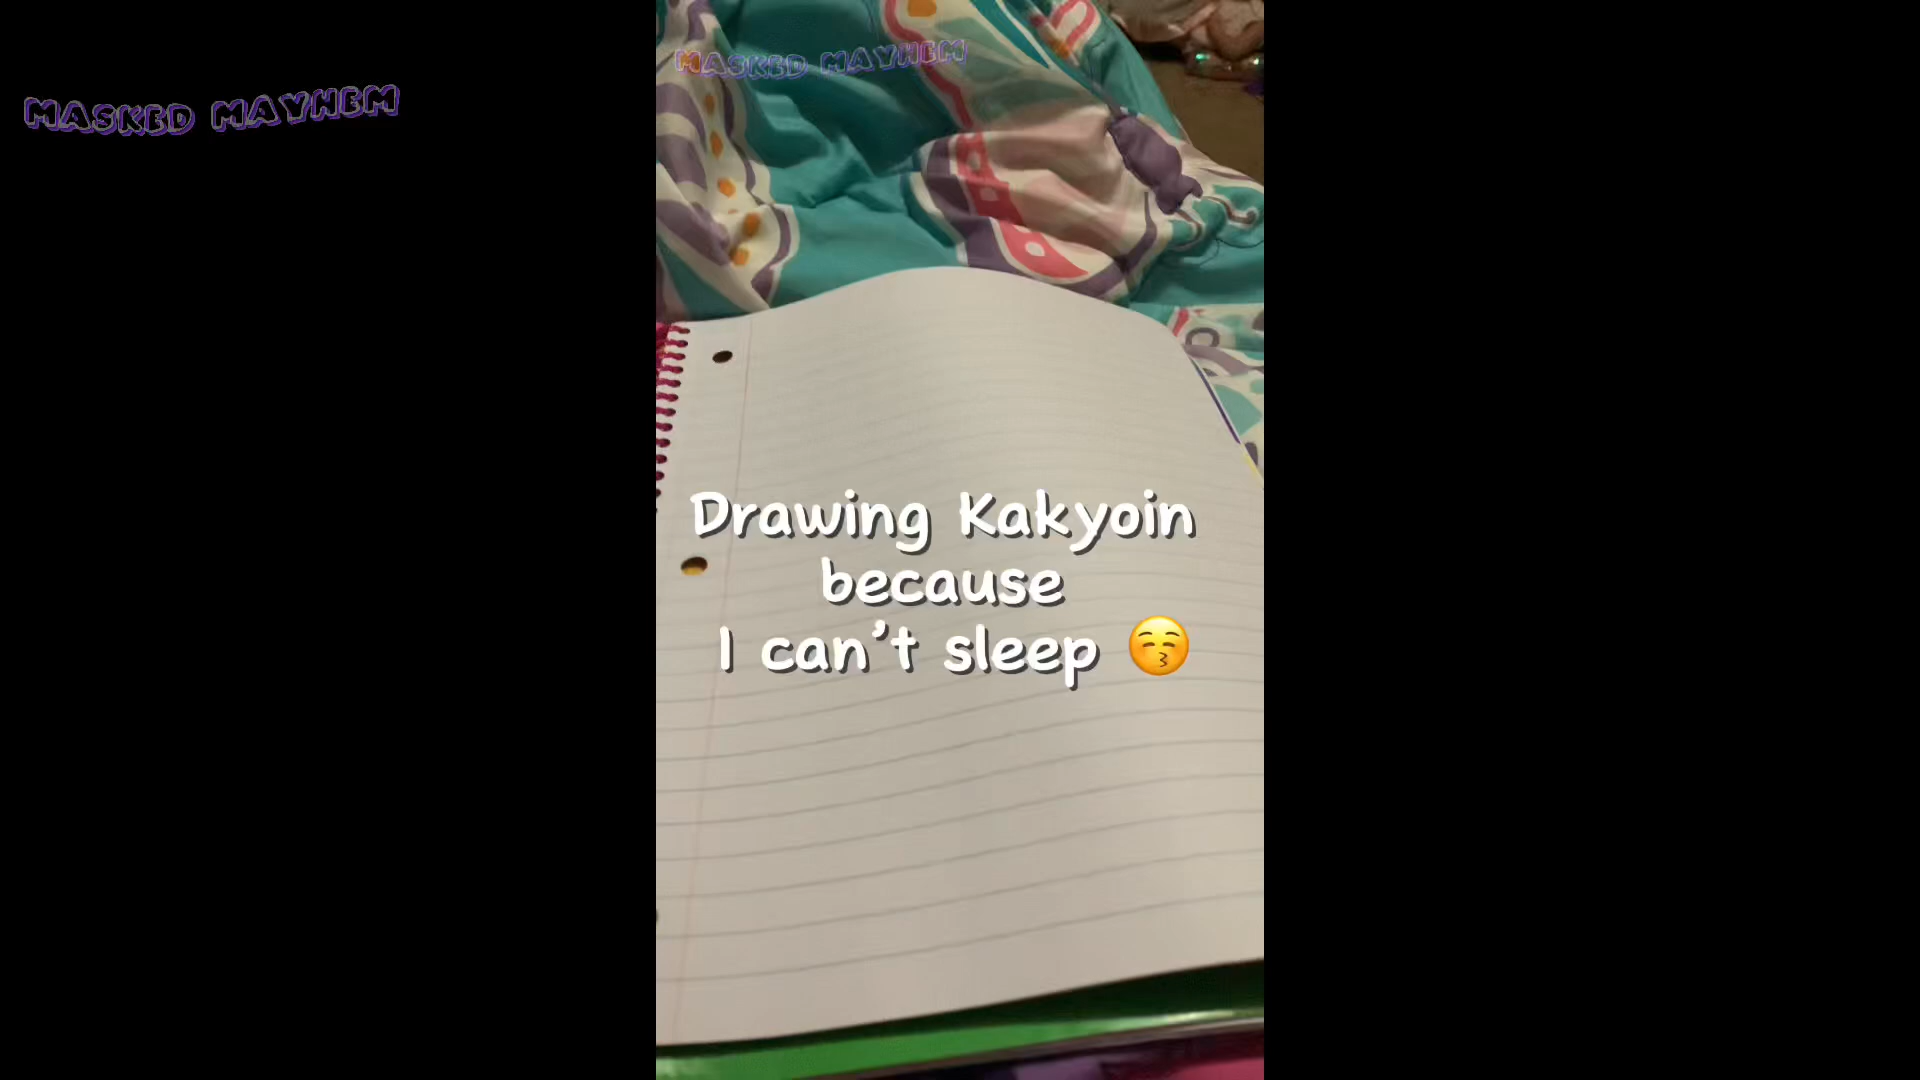 MASKED MAYHEM
MASKED MAYHEM
Drawing Kakyoin
because
I can't sleep 😚